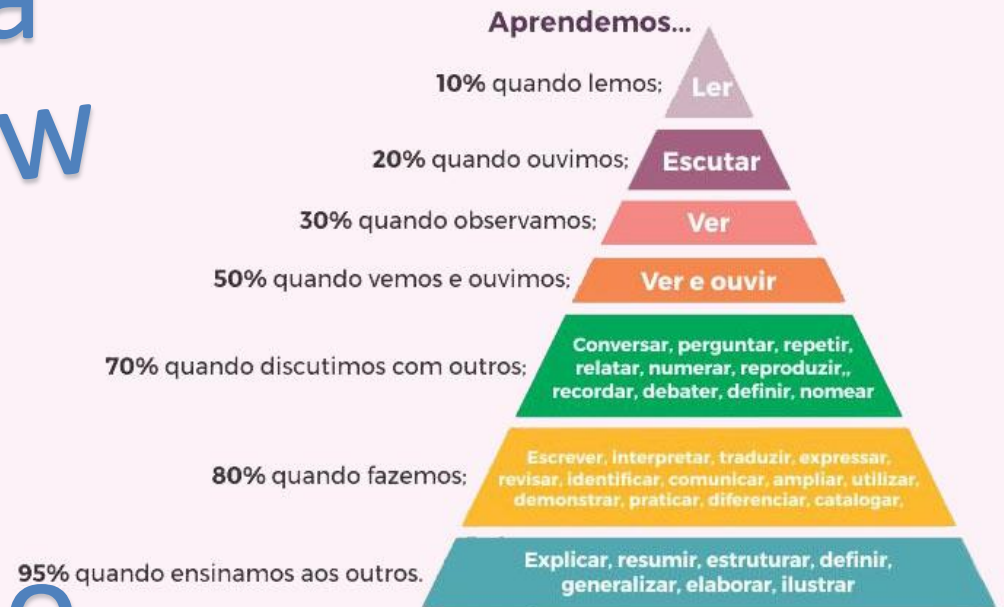 a
w
Aprendemos...
10% quando lemos;
Ler
20% quando ouvimos;
Escutar
30% quando observamos;
Ver
50% quando vemos e ouvimos;
Ver e ouvir
70% quando discutimos com outros;
Conversar, perguntar, repetir,
relatar, numerar, reproduzir,,
recordar, debater, definir, nomear
80% quando fazemos;
Escrever, interpretar, traduzir, expressar,
revisar, identificar, comunicar, ampliar, utilizar,
demonstrar, praticar, diferenciar, catalogar,
95% quando ensinamos aos outros.
Explicar, resumir, estruturar, definir,
generalizar, elaborar, ilustrar